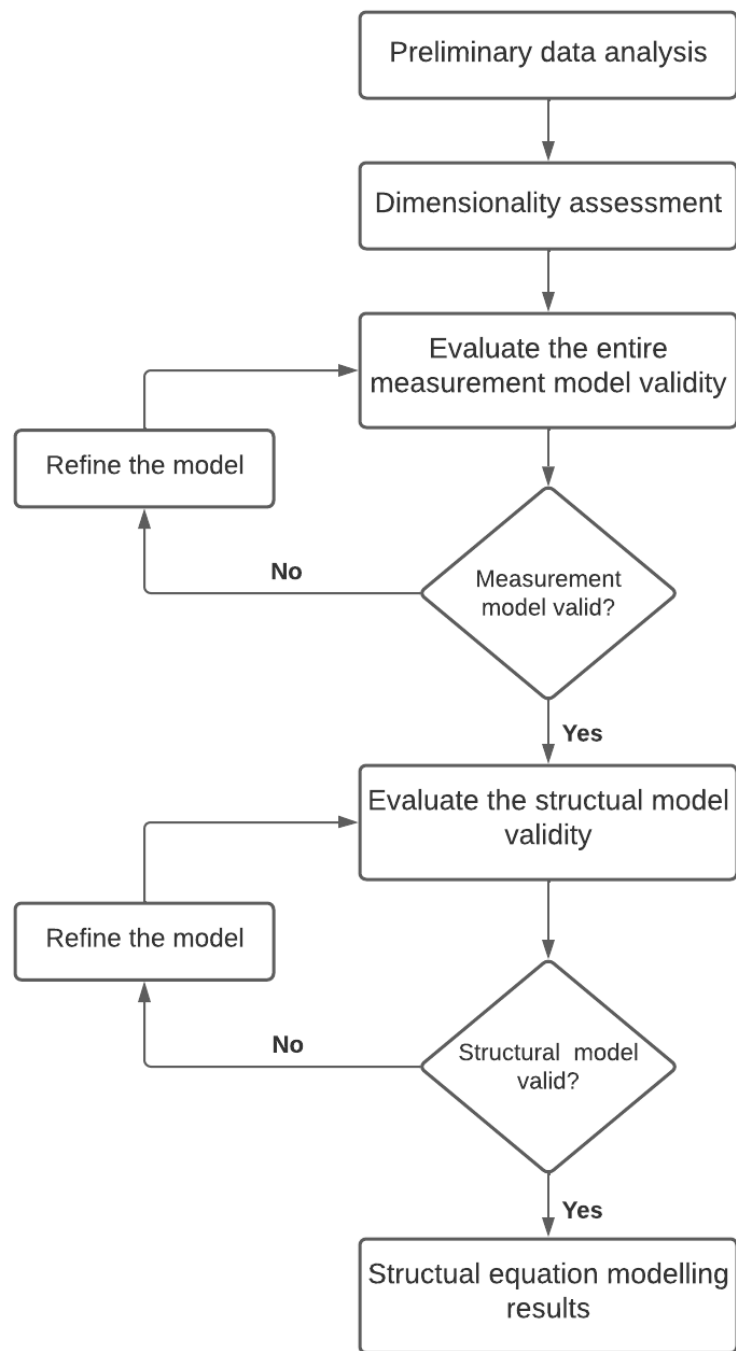 Preliminary data analysis
Dimensionality assessment
Evaluate the entire
measurement model validity
Refine the model
No
Measurement
model valid?
Yes
Evaluate the structual model
validity
Refine the model
No
Structural model
valid?
Yes
Structual equation modelling
results